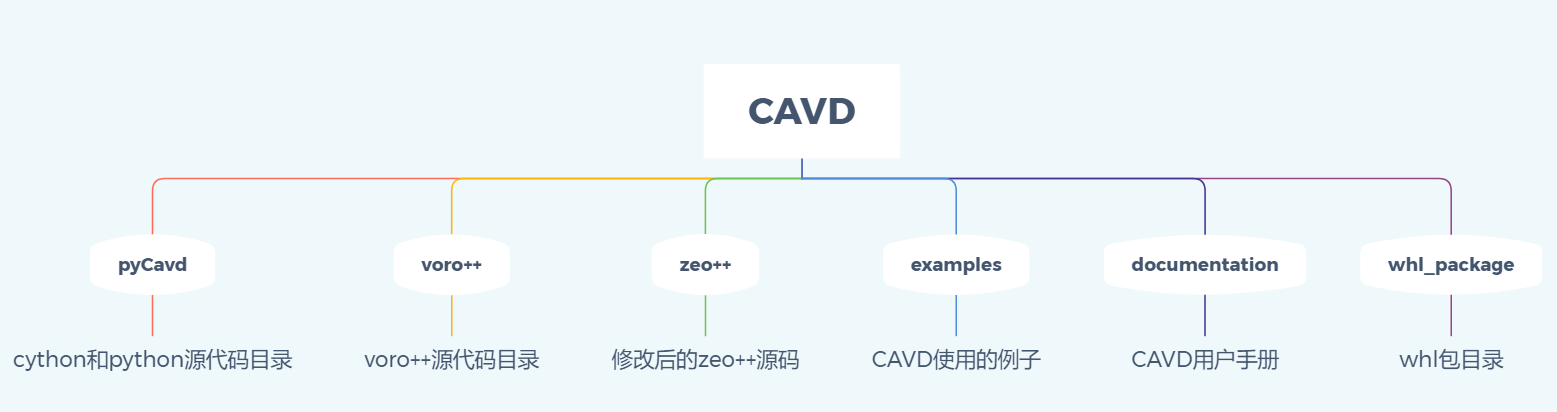 CAVD
pyCavd
voro++
zeo++
examples
documentation
whl_package
cython和python源代码目录
voro++源代码目录
修改后的zeo++源码
CAVD使用的例子
CAVD用户手册
whl包目录